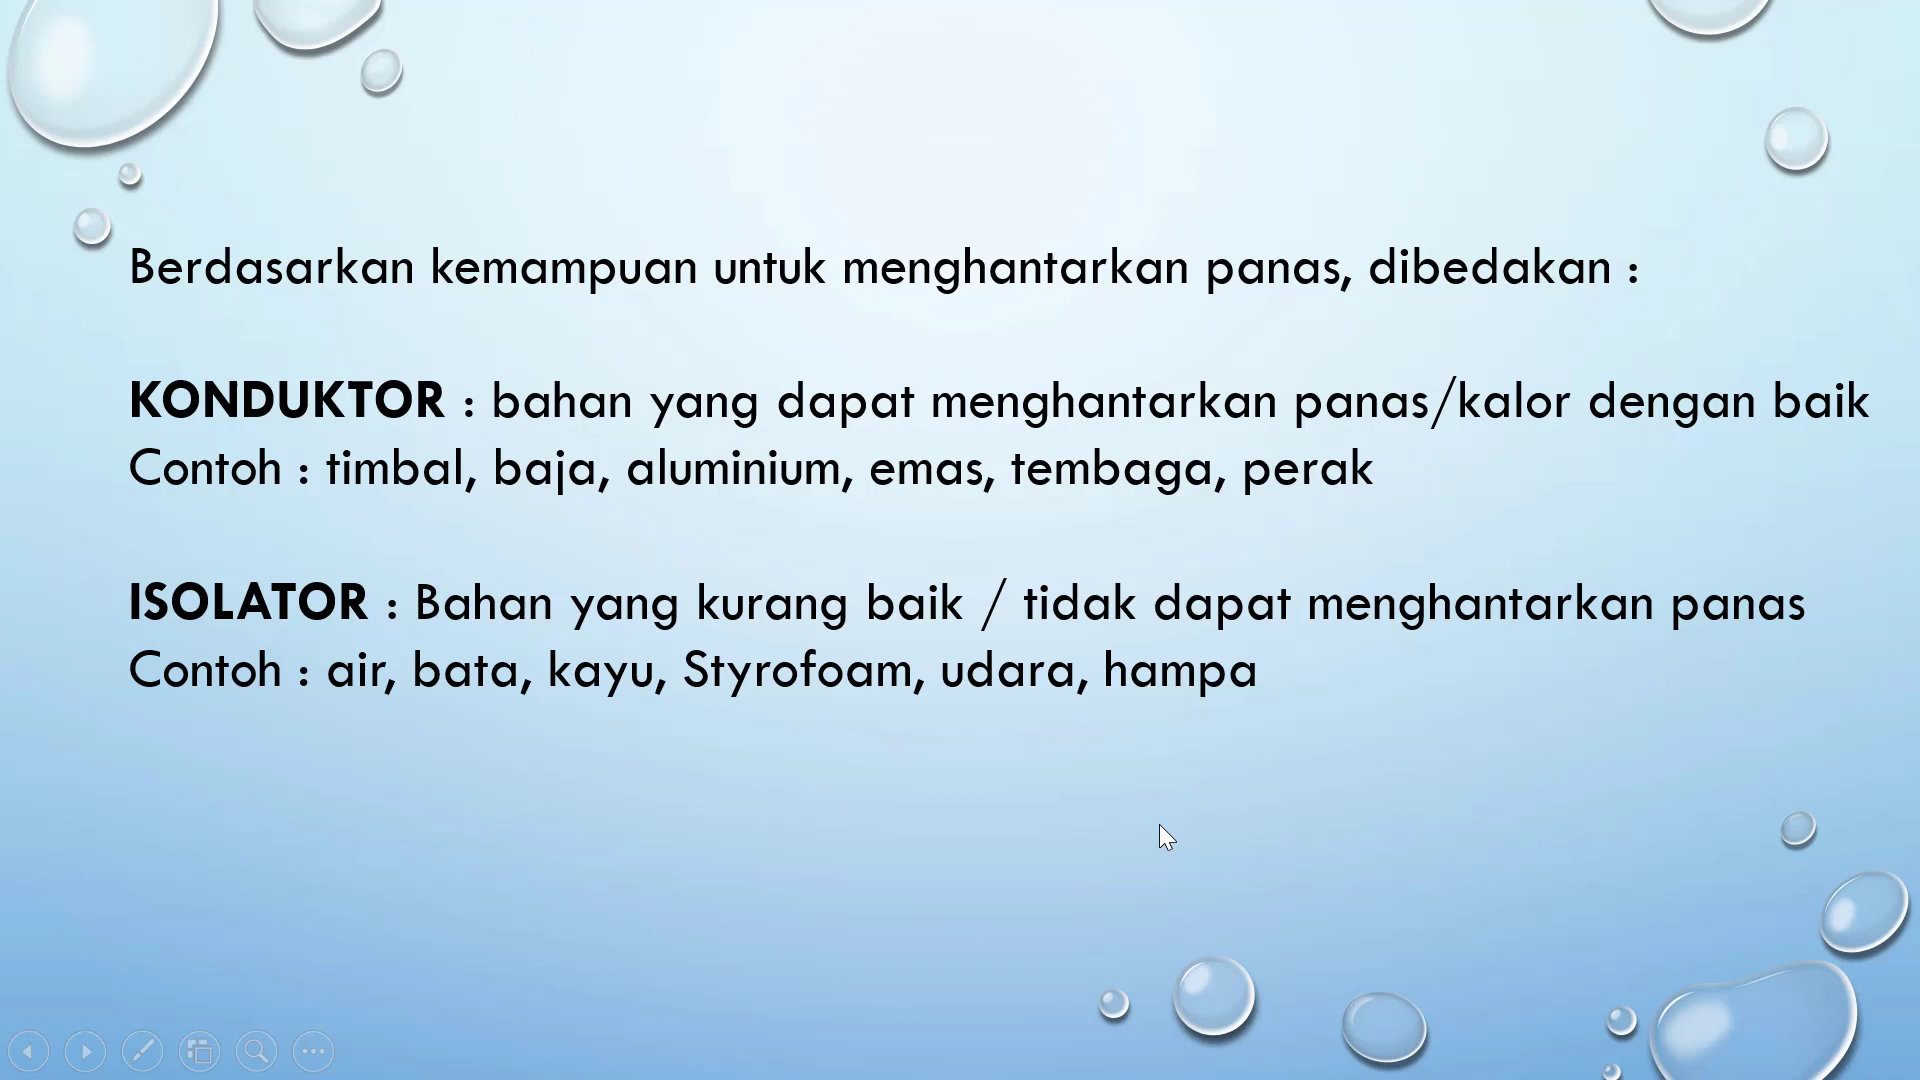 Berdasarkan kemampuan untuk menghantarkan panas, dibedakan :
KONDUKTOR : bahan yang dapat menghantarkan panas/kalor dengan baik
Contoh : timbal, baja, aluminium, emas, tembaga, perak
ISOLATOR : Bahan yang kurang baik / tidak dapat menghantarkan panas
Contoh : air, bata, kayu, Styrofoam, udara, hampa